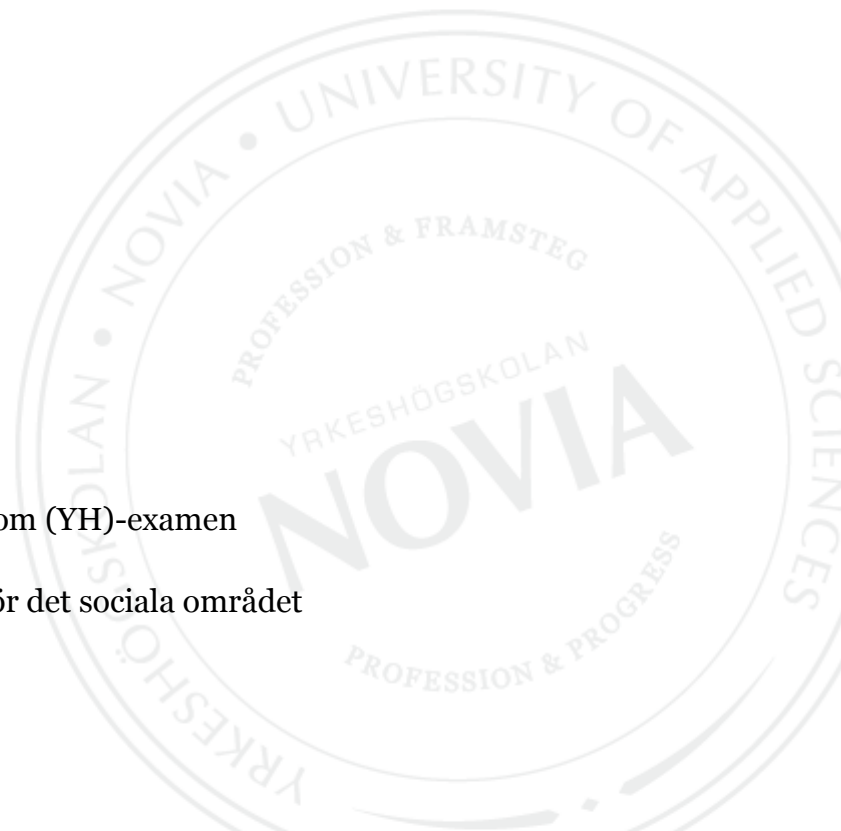 UNIVERSITY OF APPLIED SCIENCES
YRKESHÖGSKOLAN • NOVIA •
PROFESSION & FRAMSTEG
YRKESHÖGSKOLAN
NOVIA
om (YH)-examen
ör det sociala området
PROFESSION & PROGRESS